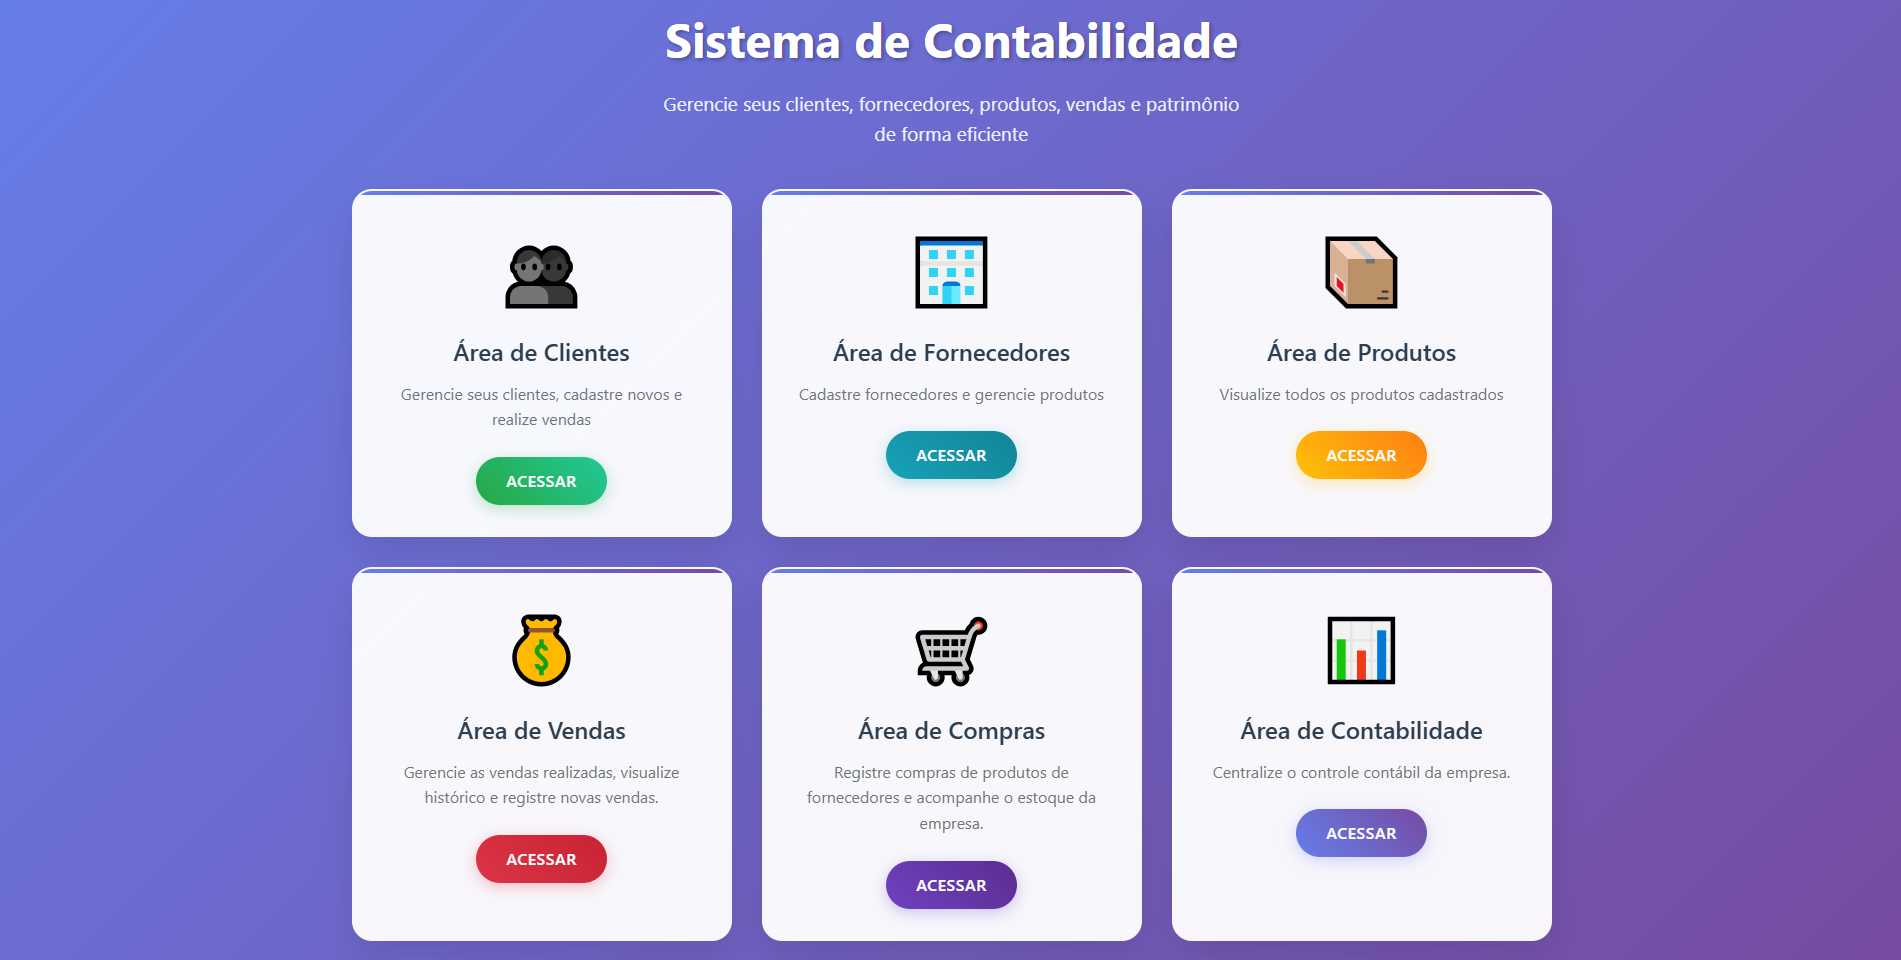 Sistema de Contabilidade
Gerencie seus clientes, fornecedores, produtos, vendas e patrimônio
de forma eficiente
Área de Clientes
Gerencie seus clientes, cadastre novos e
realize vendas
ACESSAR
Área de Fornecedores
Cadastre fornecedores e gerencie produtos
ACESSAR
Área de Produtos
Visualize todos os produtos cadastrados
ACESSAR
Área de Vendas
Gerencie as vendas realizadas, visualize
histórico e registre novas vendas.
ACESSAR
Área de Compras
Registre compras de produtos de
fornecedores e acompanhe o estoque da
empresa.
ACESSAR
Área de Contabilidade
Centralize o controle contábil da empresa.
ACESSAR